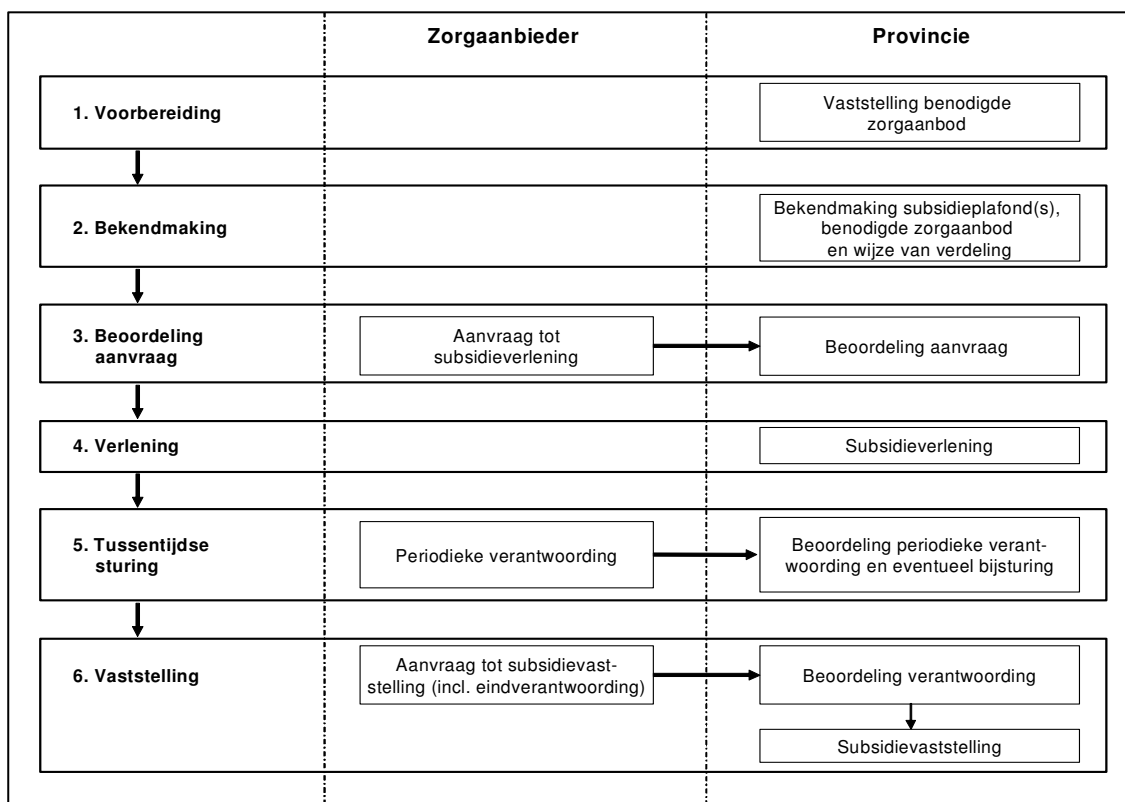 Zorgaanbieder
Provincie
1. Voorbereiding
Vaststelling benodigde
zorgaanbod
2. Bekendmaking
Bekendmaking subsidieplafond(s),
benodigde zorgaanbod
en wijze van verdeling
3. Beoordeling
aanvraag
Aanvraag tot
subsidieverlening
Beoordeling aanvraag
4. Verlening
Subsidieverlening
5. Tussentijdse
sturing
Periodieke verantwoording
Beoordeling periodieke verant-
woording en eventueel bijsturing
6. Vaststelling
Aanvraag tot subsidievast-
stelling (incl. eindverantwoording)
Beoordeling verantwoording
Subsidievaststelling